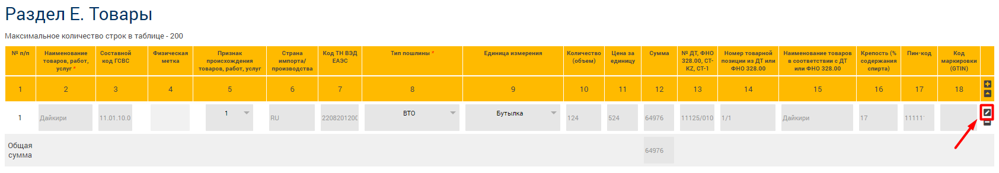 Раздел Е. Товары
Максимальное количество строк в таблице - 200
№ п/п
Наименование
товаров, работ,
услуг *
Составной
код ГСВС
Физическая
метка
Признак
происхождения
товаров, работ, услуг
Страна
импорта/
производства
Код ТН ВЭД
ЕАЭС
Тип пошлины *
Единица измерения
Количество
(объем)
Цена за
единицу
Сумма
№ ДТ, ФНО
328.00, СТ-
KZ, СТ-1
Номер товарной
позиции из ДТ или
ФНО 328.00
Наименование товаров
в соответствии с ДТ
или ФНО 328.00
Крепость (%
содержания
спирта)
Пин-код
Код
маркировки
(GTIN)
1 2 3 4 5 6 7 8 9 10 11 12 13 14 15 16 17 18
1 Дайкири 11.01.10.0 1 RU 2208201200 ВТО Бутылка 124 524 64976 11125/010 1/1 Дайкири 17 11111
Общая
сумма
64976